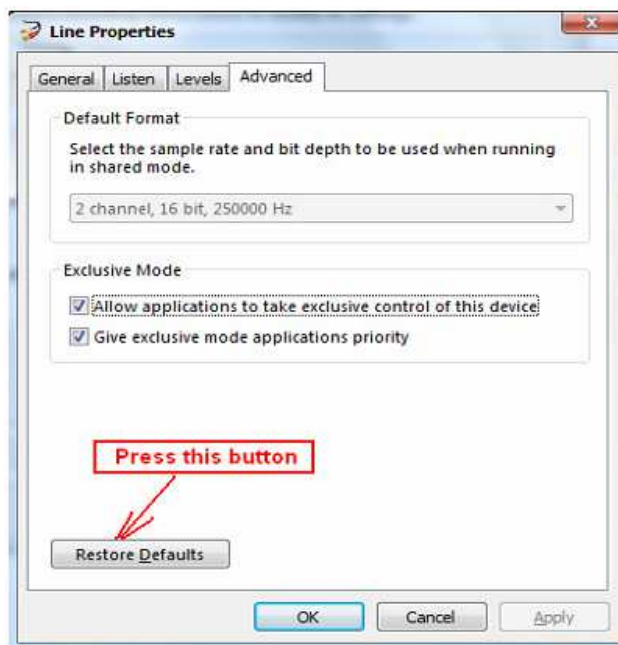 Line Properties
General Listen Levels Advanced
Default Format
Select the sample rate and bit depth to be used when running
in shared mode.
2 channel, 16 bit, 250000 Hz
Exclusive Mode
Allow applications to take exclusive control of this device
Give exclusive mode applications priority
Press this button
Restore Defaults
OK Cancel Apply